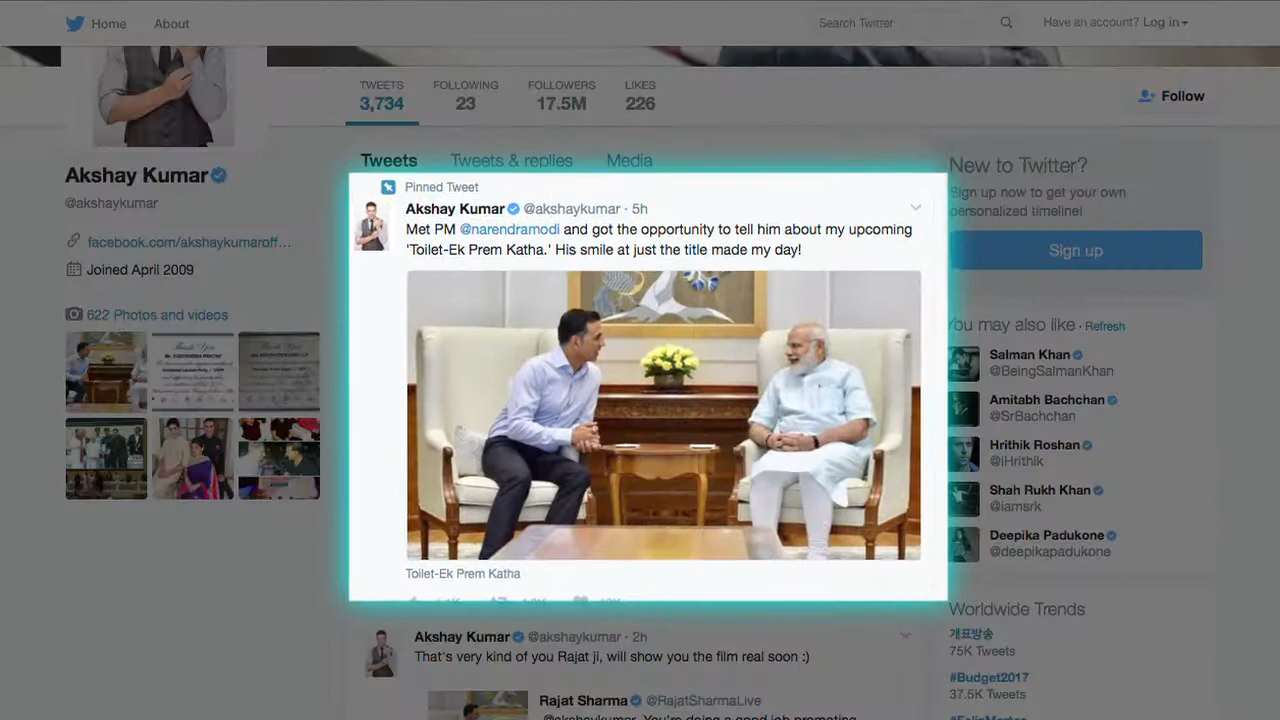 Home About Search Twitter Have an account? Log in
TWEETS FOLLOWING FOLLOWERS LIKES
3,734 23 17.5M 226
Follow
Akshay Kumar
@akshaykumar
facebook.com/akshaykumaroff...
Joined April 2009
622 Photos and videos
Tweets Tweets & replies Media
Pinned Tweet
Akshay Kumar @akshaykumar · 5h
Met PM @narendramodi and got the opportunity to tell him about my upcoming
'Toilet-Ek Prem Katha.' His smile at just the title made my day!
Toilet-Ek Prem Katha
Akshay Kumar @akshaykumar · 2h
That's very kind of you Rajat ji, will show you the film real soon :)
Rajat Sharma @RajatSharmaLive
@akshaykumar You're doing a good job promoting
New to Twitter?
Sign up now to get your own
personalized timeline!
Sign up
You may also like · Refresh
Salman Khan
@BeingSalmanKhan
Amitabh Bachchan
@SrBachchan
Hrithik Roshan
@iHrithik
Shah Rukh Khan
@iamsrk
Deepika Padukone
@deepikapadukone
Worldwide Trends
개표방송
75K Tweets
#Budget2017
37.5K Tweets